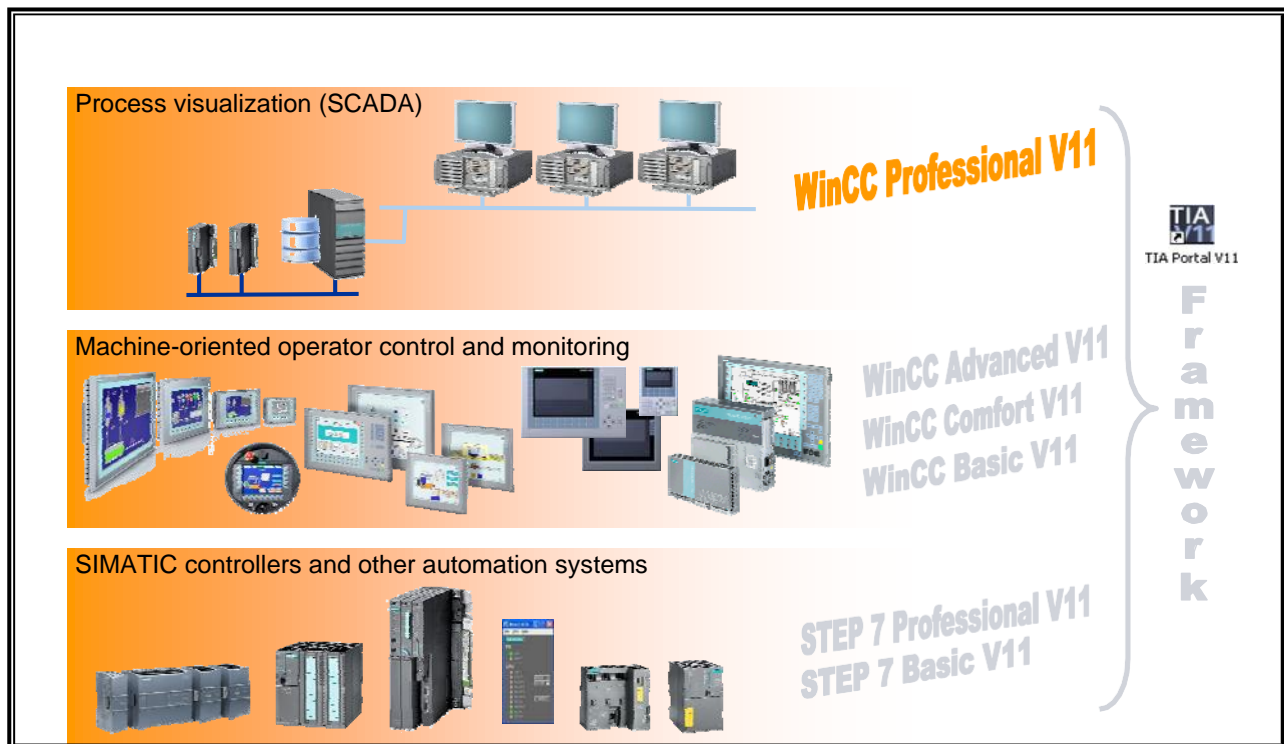 Process visualization (SCADA)
WinCC Professional V11
TIA
V11
TIA Portal V11
Framework
Machine-oriented operator control and monitoring
WinCC Advanced V11
WinCC Comfort V11
WinCC Basic V11
SIMATIC controllers and other automation systems
STEP 7 Professional V11
STEP 7 Basic V11